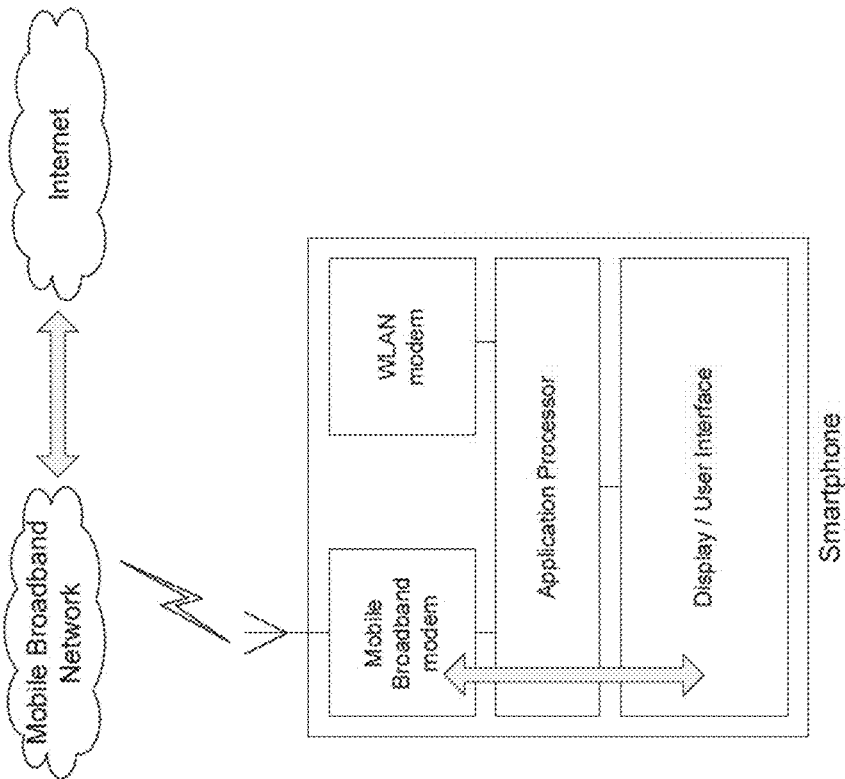 Mobile Broadband
Network
Internet
Mobile
Broadband
modem
WLAN
modem
Application Processor
Display / User Interface
Smartphone